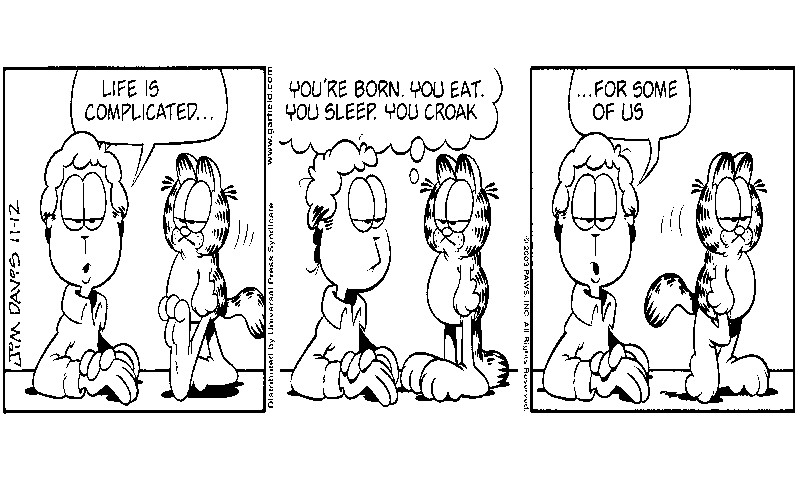 LIFE IS
COMPLICATED...
YOU'RE BORN. YOU EAT.
YOU SLEEP. YOU CROAK
...FOR SOME
OF US
JIM DAVIS 11-12
www.garfield.com
Distributed by Universal Press Syndicate
© 2003 PAWS, INC. All Rights Reserved.